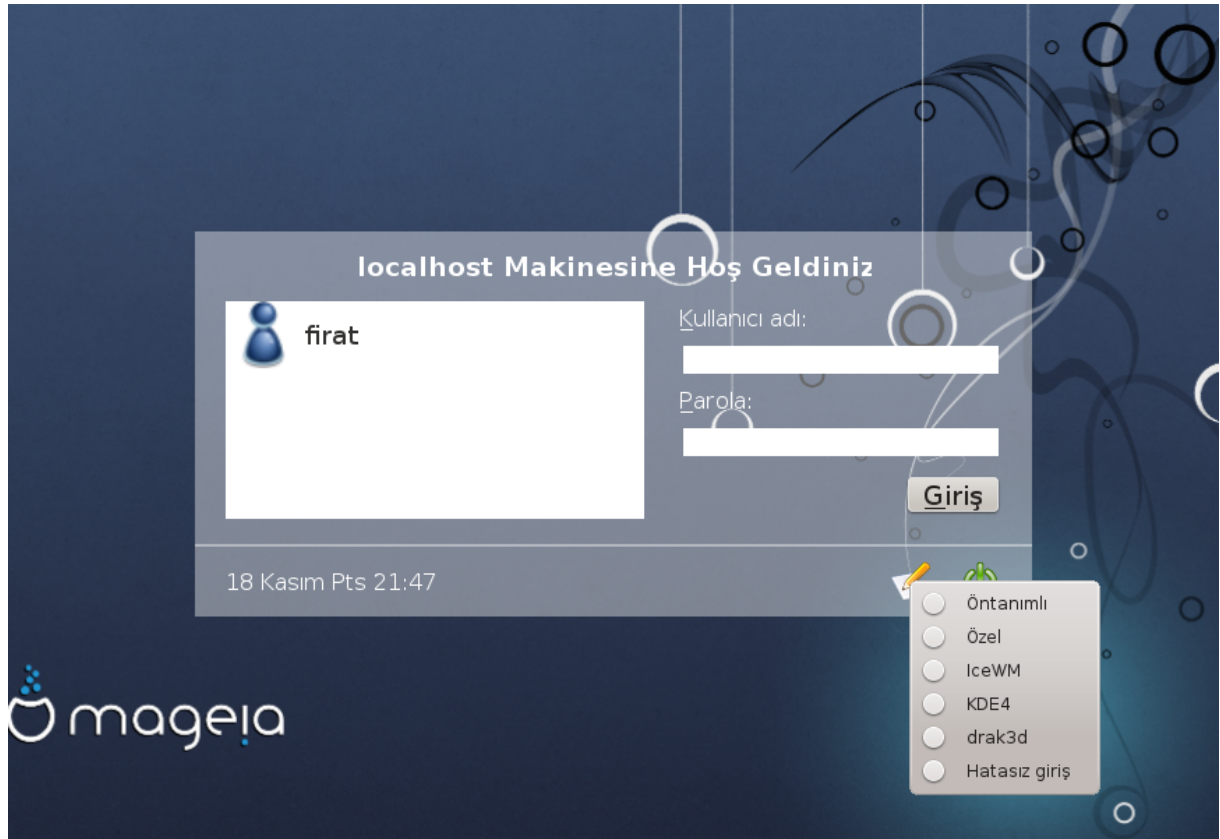 localhost Makinesine Hoş Geldiniz
firat
Kullanıcı adı:
Parola:
Giriş
18 Kasım Pts 21:47
Öntanımlı
Özel
IceWM
KDE4
drak3d
Hatasız giriş
mageia